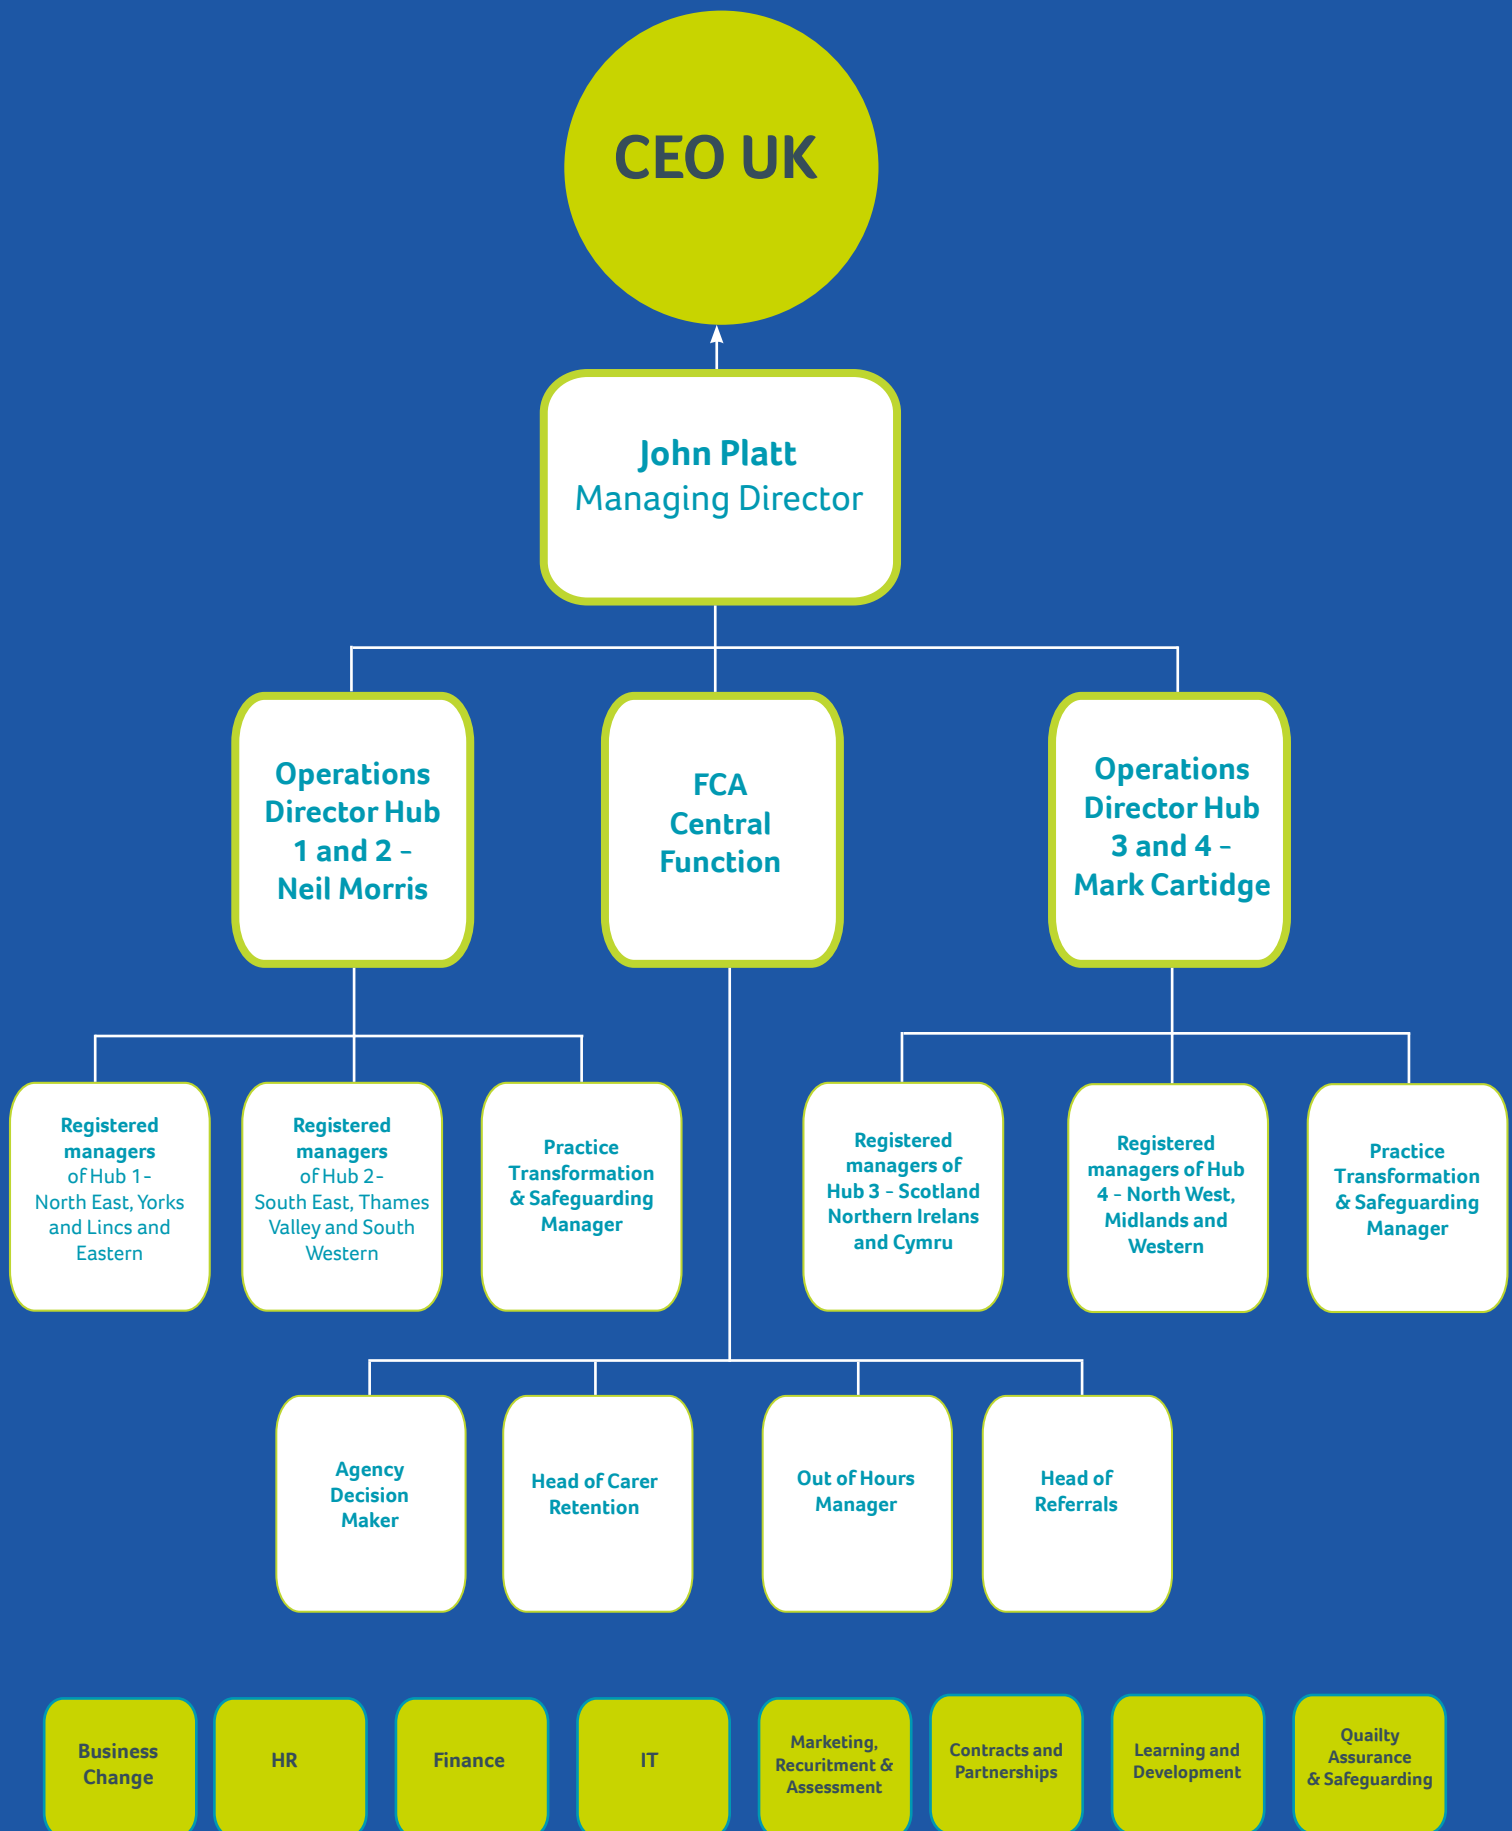 CEO UK
John Platt
Managing Director
Operations
Director Hub
1 and 2 -
Neil Morris
FCA
Central
Function
Operations
Director Hub
3 and 4 -
Mark Cartidge
Registered
managers
of Hub 1-
North East, Yorks
and Lincs and
Eastern
Registered
managers
of Hub 2-
South East, Thames
Valley and South
Western
Practice
Transformation
& Safeguarding
Manager
Registered
managers of
Hub 3 - Scotland
Northern Irelans
and Cymru
Registered
managers of Hub
4 - North West,
Midlands and
Western
Practice
Transformation
& Safeguarding
Manager
Agency
Decision
Maker
Head of Carer
Retention
Out of Hours
Manager
Head of
Referrals
Business
Change
HR
Finance
IT
Marketing,
Recuritment &
Assessment
Contracts and
Partnerships
Learning and
Development
Quailty
Assurance
& Safeguarding